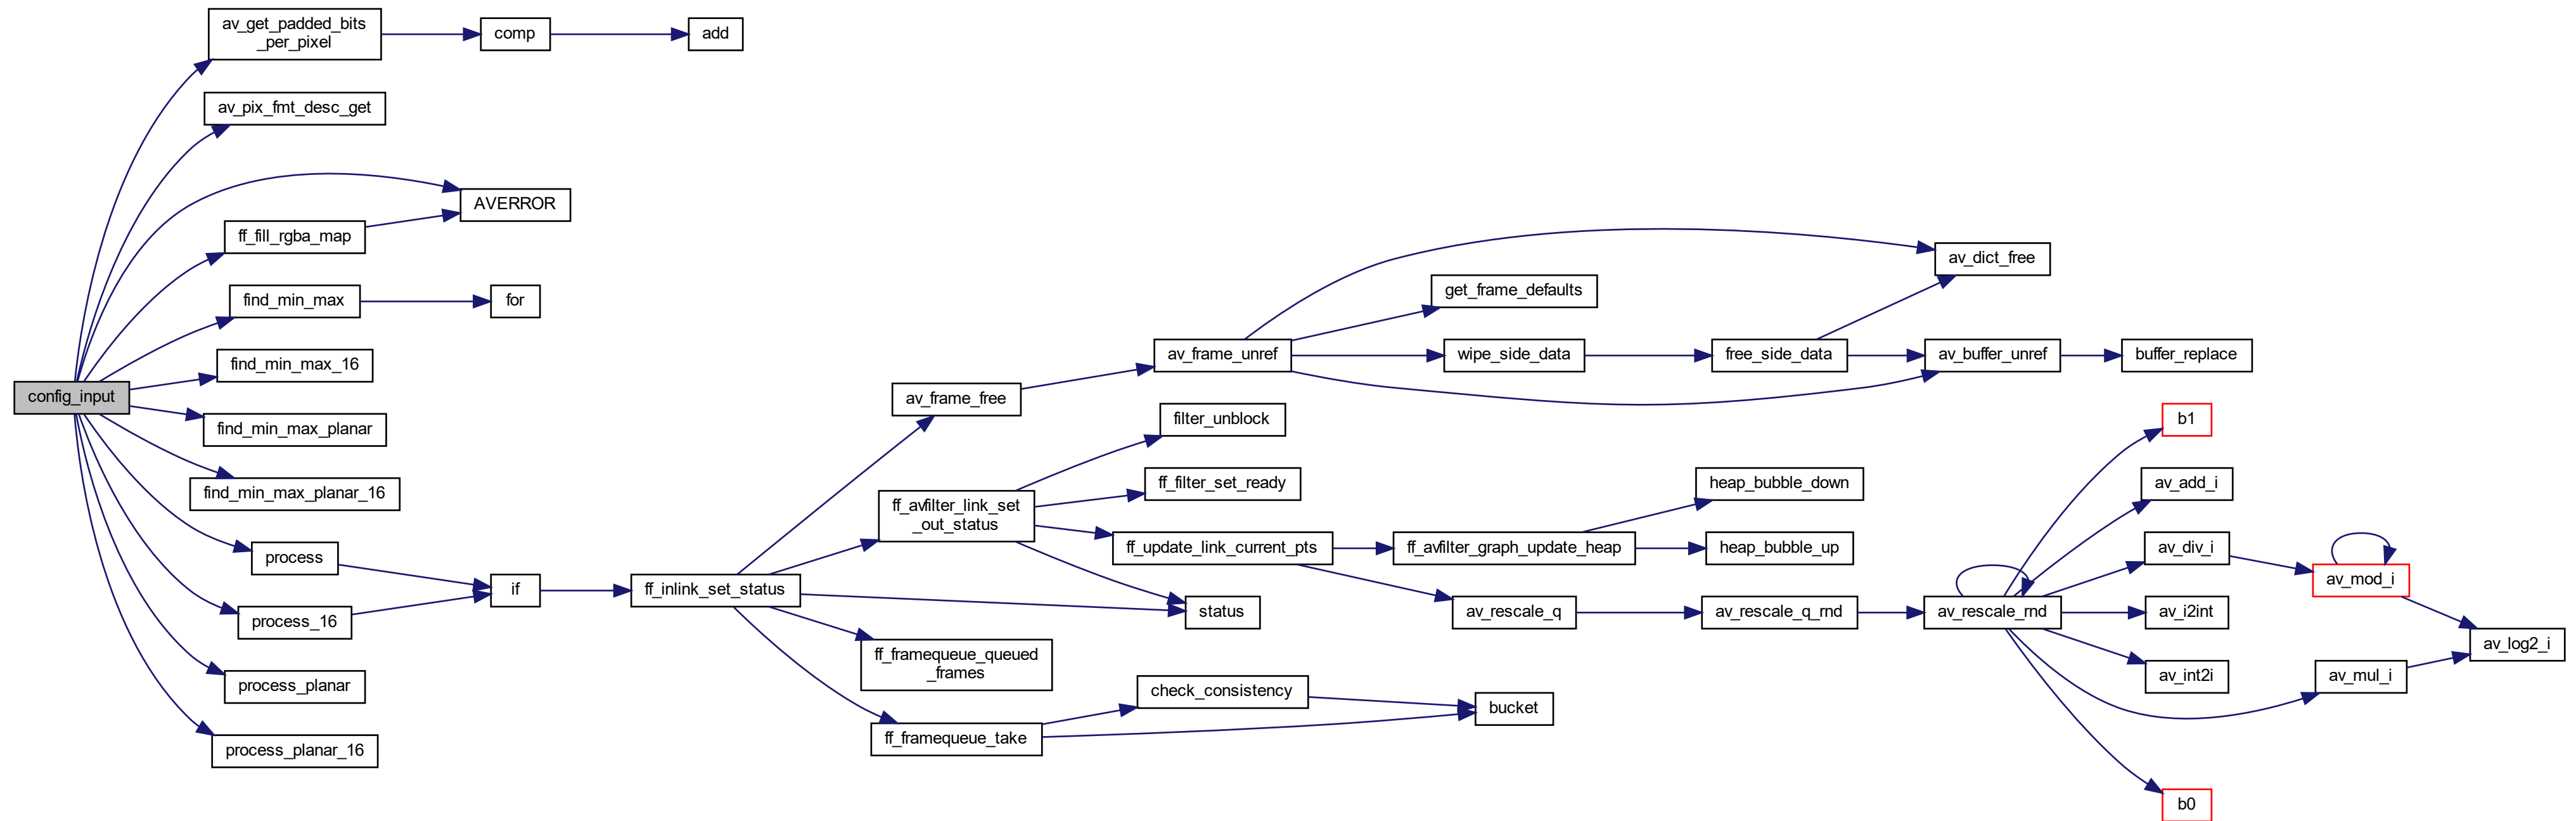 config_input
av_get_padded_bits
_per_pixel
comp
add
av_pix_fmt_desc_get
AVERROR
ff_fill_rgba_map
find_min_max
for
find_min_max_16
find_min_max_planar
find_min_max_planar_16
process
process_16
if
process_planar
process_planar_16
ff_inlink_set_status
av_frame_free
ff_avfilter_link_set
_out_status
ff_framequeue_queued
_frames
ff_framequeue_take
av_frame_unref
filter_unblock
ff_filter_set_ready
ff_update_link_current_pts
status
check_consistency
bucket
get_frame_defaults
wipe_side_data
free_side_data
av_dict_free
av_buffer_unref
buffer_replace
ff_avfilter_graph_update_heap
heap_bubble_down
heap_bubble_up
av_rescale_q
av_rescale_q_rnd
av_rescale_rnd
b1
av_add_i
av_div_i
av_mod_i
av_i2int
av_int2i
av_mul_i
av_log2_i
b0